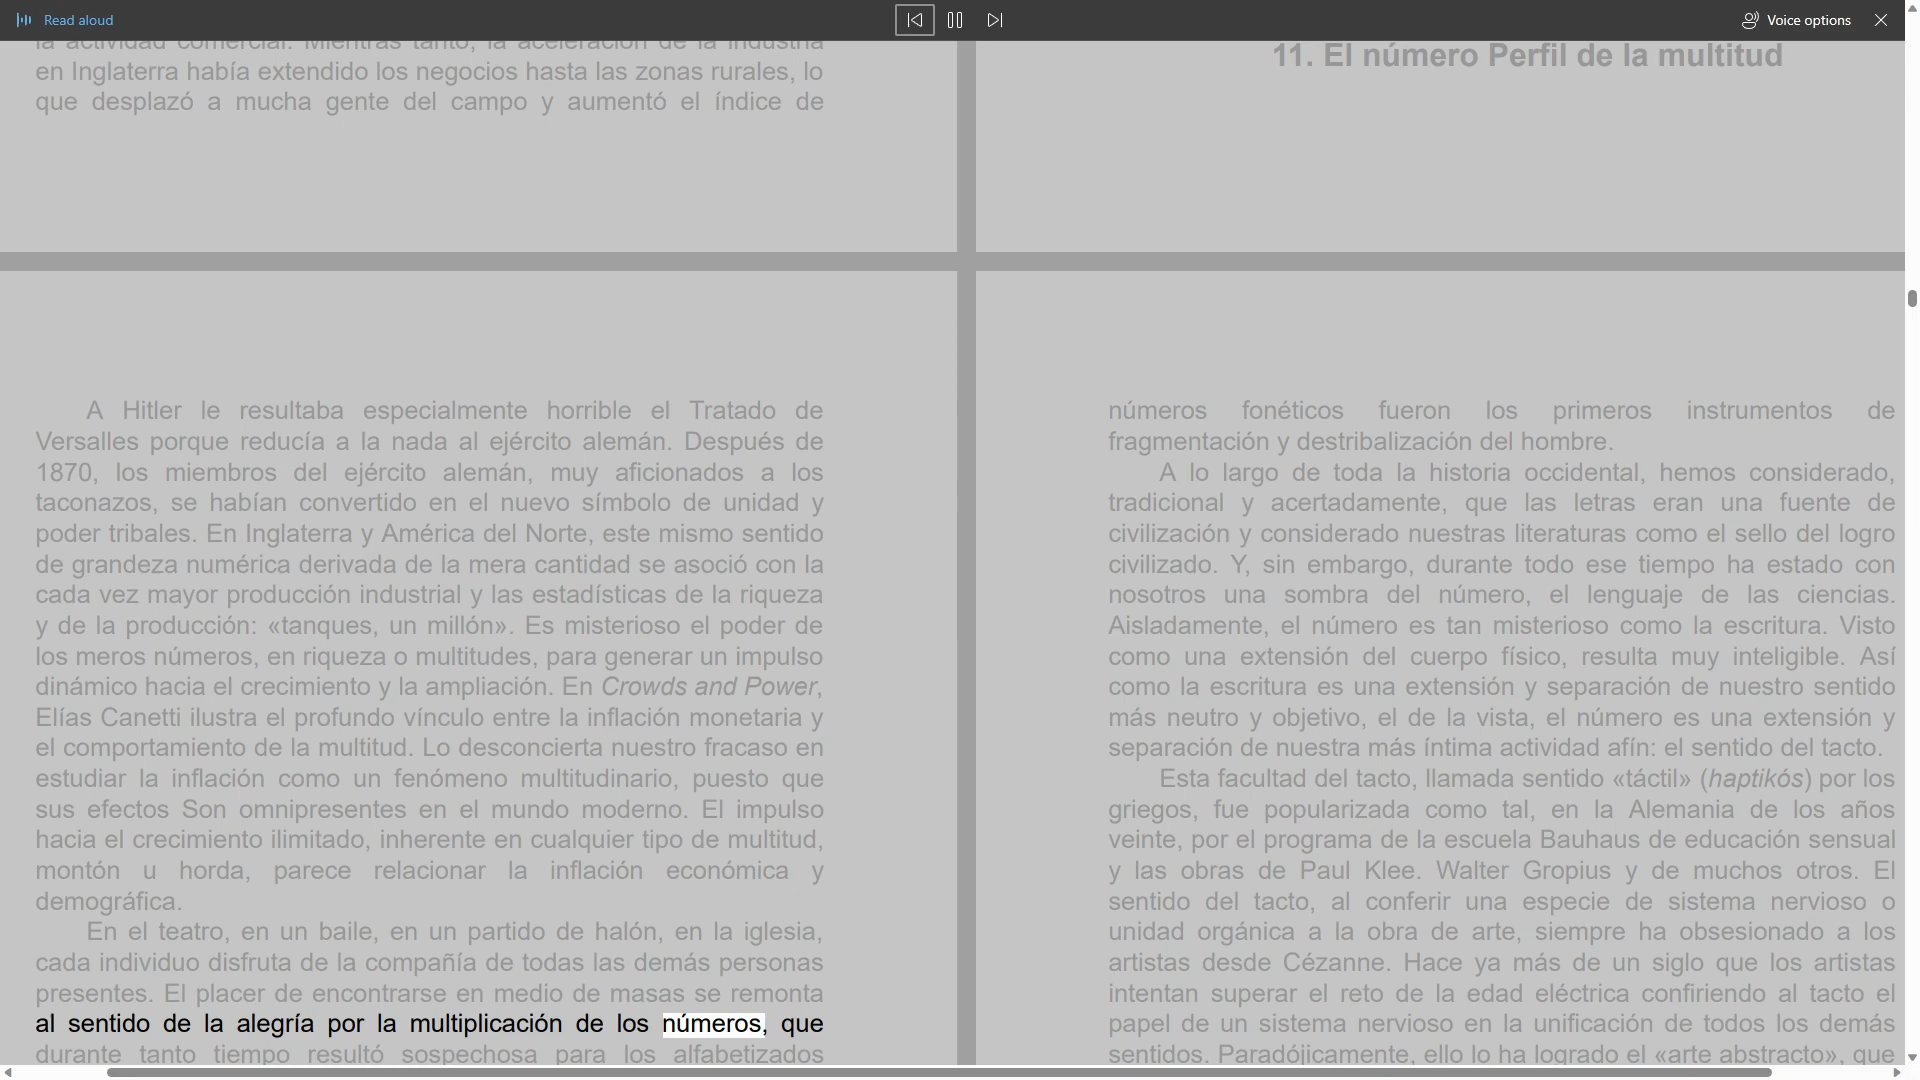 Read aloud
Voice options
la actividad comercial. Mientras tanto, la aceleración de la industria
en Inglaterra había extendido los negocios hasta las zonas rurales, lo
que desplazó a mucha gente del campo y aumentó el índice de
11. El número Perfil de la multitud
A Hitler le resultaba especialmente horrible el Tratado de
Versalles porque reducía a la nada al ejército alemán. Después de
1870, los miembros del ejército alemán, muy aficionados a los
taconazos, se habían convertido en el nuevo símbolo de unidad y
poder tribales. En Inglaterra y América del Norte, este mismo sentido
de grandeza numérica derivada de la mera cantidad se asoció con la
cada vez mayor producción industrial y las estadísticas de la riqueza
y de la producción: «tanques, un millón». Es misterioso el poder de
los meros números, en riqueza o multitudes, para generar un impulso
dinámico hacia el crecimiento y la ampliación. En Crowds and Power,
Elías Canetti ilustra el profundo vínculo entre la inflación monetaria y
el comportamiento de la multitud. Lo desconcierta nuestro fracaso en
estudiar la inflación como un fenómeno multitudinario, puesto que
sus efectos Son omnipresentes en el mundo moderno. El impulso
hacia el crecimiento ilimitado, inherente en cualquier tipo de multitud,
montón u horda, parece relacionar la inflación económica y
demográfica.
En el teatro, en un baile, en un partido de halón, en la iglesia,
cada individuo disfruta de la compañía de todas las demás personas
presentes. El placer de encontrarse en medio de masas se remonta
al sentido de la alegría por la multiplicación de los números, que
durante tanto tiempo resultó sospechosa para los alfabetizados
números fonéticos fueron los primeros instrumentos de
fragmentación y destribalización del hombre.
A lo largo de toda la historia occidental, hemos considerado,
tradicional y acertadamente, que las letras eran una fuente de
civilización y considerado nuestras literaturas como el sello del logro
civilizado. Y, sin embargo, durante todo ese tiempo ha estado con
nosotros una sombra del número, el lenguaje de las ciencias.
Aisladamente, el número es tan misterioso como la escritura. Visto
como una extensión del cuerpo físico, resulta muy inteligible. Así
como la escritura es una extensión y separación de nuestro sentido
más neutro y objetivo, el de la vista, el número es una extensión y
separación de nuestra más íntima actividad afín: el sentido del tacto.
Esta facultad del tacto, llamada sentido «táctil» (haptikós) por los
griegos, fue popularizada como tal, en la Alemania de los años
veinte, por el programa de la escuela Bauhaus de educación sensual
y las obras de Paul Klee. Walter Gropius y de muchos otros. El
sentido del tacto, al conferir una especie de sistema nervioso o
unidad orgánica a la obra de arte, siempre ha obsesionado a los
artistas desde Cézanne. Hace ya más de un siglo que los artistas
intentan superar el reto de la edad eléctrica confiriendo al tacto el
papel de un sistema nervioso en la unificación de todos los demás
sentidos. Paradójicamente, ello lo ha logrado el «arte abstracto», que